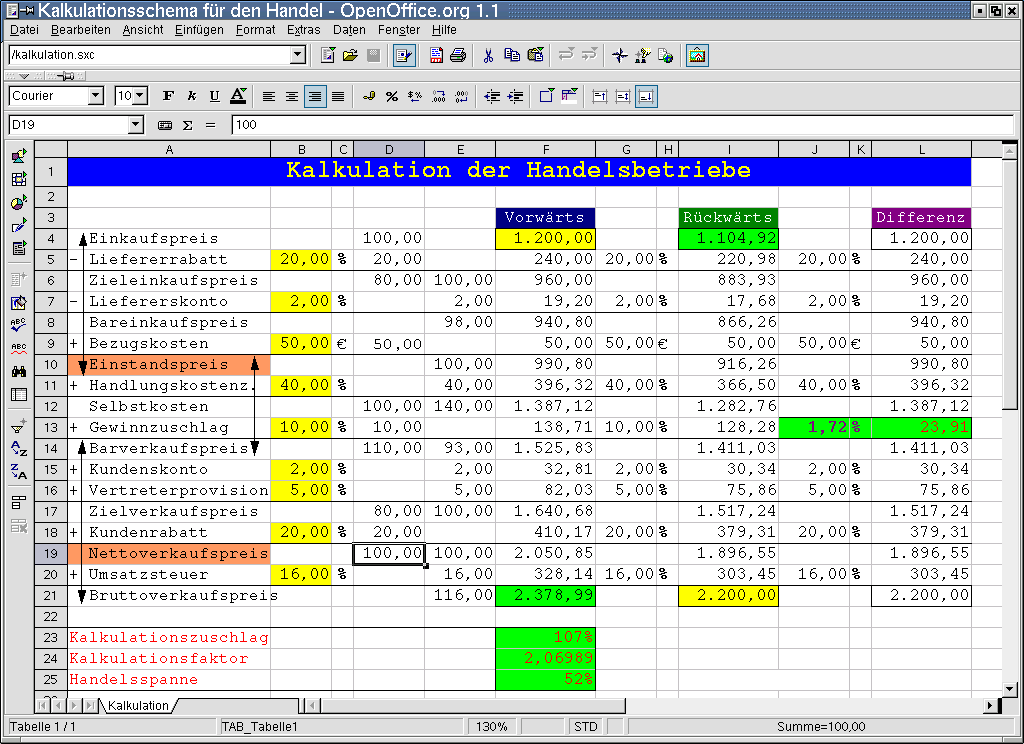 Kalkulationsschema für den Handel - OpenOffice.org 1.1
Datei Bearbeiten Ansicht Einfügen Format Extras Daten Fenster Hilfe
/kalkulation.sxc
Courier 10 F k U A
D19 Σ = 100
A B C D E F G H I J K L
1 Kalkulation der Handelsbetriebe
2
3 Vorwärts Rückwärts Differenz
4 Einkaufspreis 100,00 1.200,00 1.104,92 1.200,00
5 - Liefererrabatt 20,00 % 20,00 240,00 20,00 % 220,98 20,00 % 240,00
6 Zieleinkaufspreis 80,00 100,00 960,00 883,93 960,00
7 - Liefererskonto 2,00 % 2,00 19,20 2,00 % 17,68 2,00 % 19,20
8 Bareinkaufspreis 98,00 940,80 866,26 940,80
9 + Bezugskosten 50,00 € 50,00 50,00 50,00 € 50,00 50,00 € 50,00
10 Einstandspreis 100,00 990,80 916,26 990,80
11 + Handlungskostenz. 40,00 % 40,00 396,32 40,00 % 366,50 40,00 % 396,32
12 Selbstkosten 100,00 140,00 1.387,12 1.282,76 1.387,12
13 + Gewinnzuschlag 10,00 % 10,00 138,71 10,00 % 128,28 1,72 % 23,91
14 Barverkaufspreis 110,00 93,00 1.525,83 1.411,03 1.411,03
15 + Kundenskonto 2,00 % 2,00 32,81 2,00 % 30,34 2,00 % 30,34
16 + Vertreterprovision 5,00 % 5,00 82,03 5,00 % 75,86 5,00 % 75,86
17 Zielverkaufspreis 80,00 100,00 1.640,68 1.517,24 1.517,24
18 + Kundenrabatt 20,00 % 20,00 410,17 20,00 % 379,31 20,00 % 379,31
19 Nettoverkaufspreis 100,00 100,00 2.050,85 1.896,55 1.896,55
20 + Umsatzsteuer 16,00 % 16,00 328,14 16,00 % 303,45 16,00 % 303,45
21 Bruttoverkaufspreis 116,00 2.378,99 2.200,00 2.200,00
22
23 Kalkulationszuschlag 107%
24 Kalkulationsfaktor 2,06989
25 Handelsspanne 52%
Kalkulation
Tabelle 1 / 1 TAB_Tabelle1 130% STD Summe=100,00